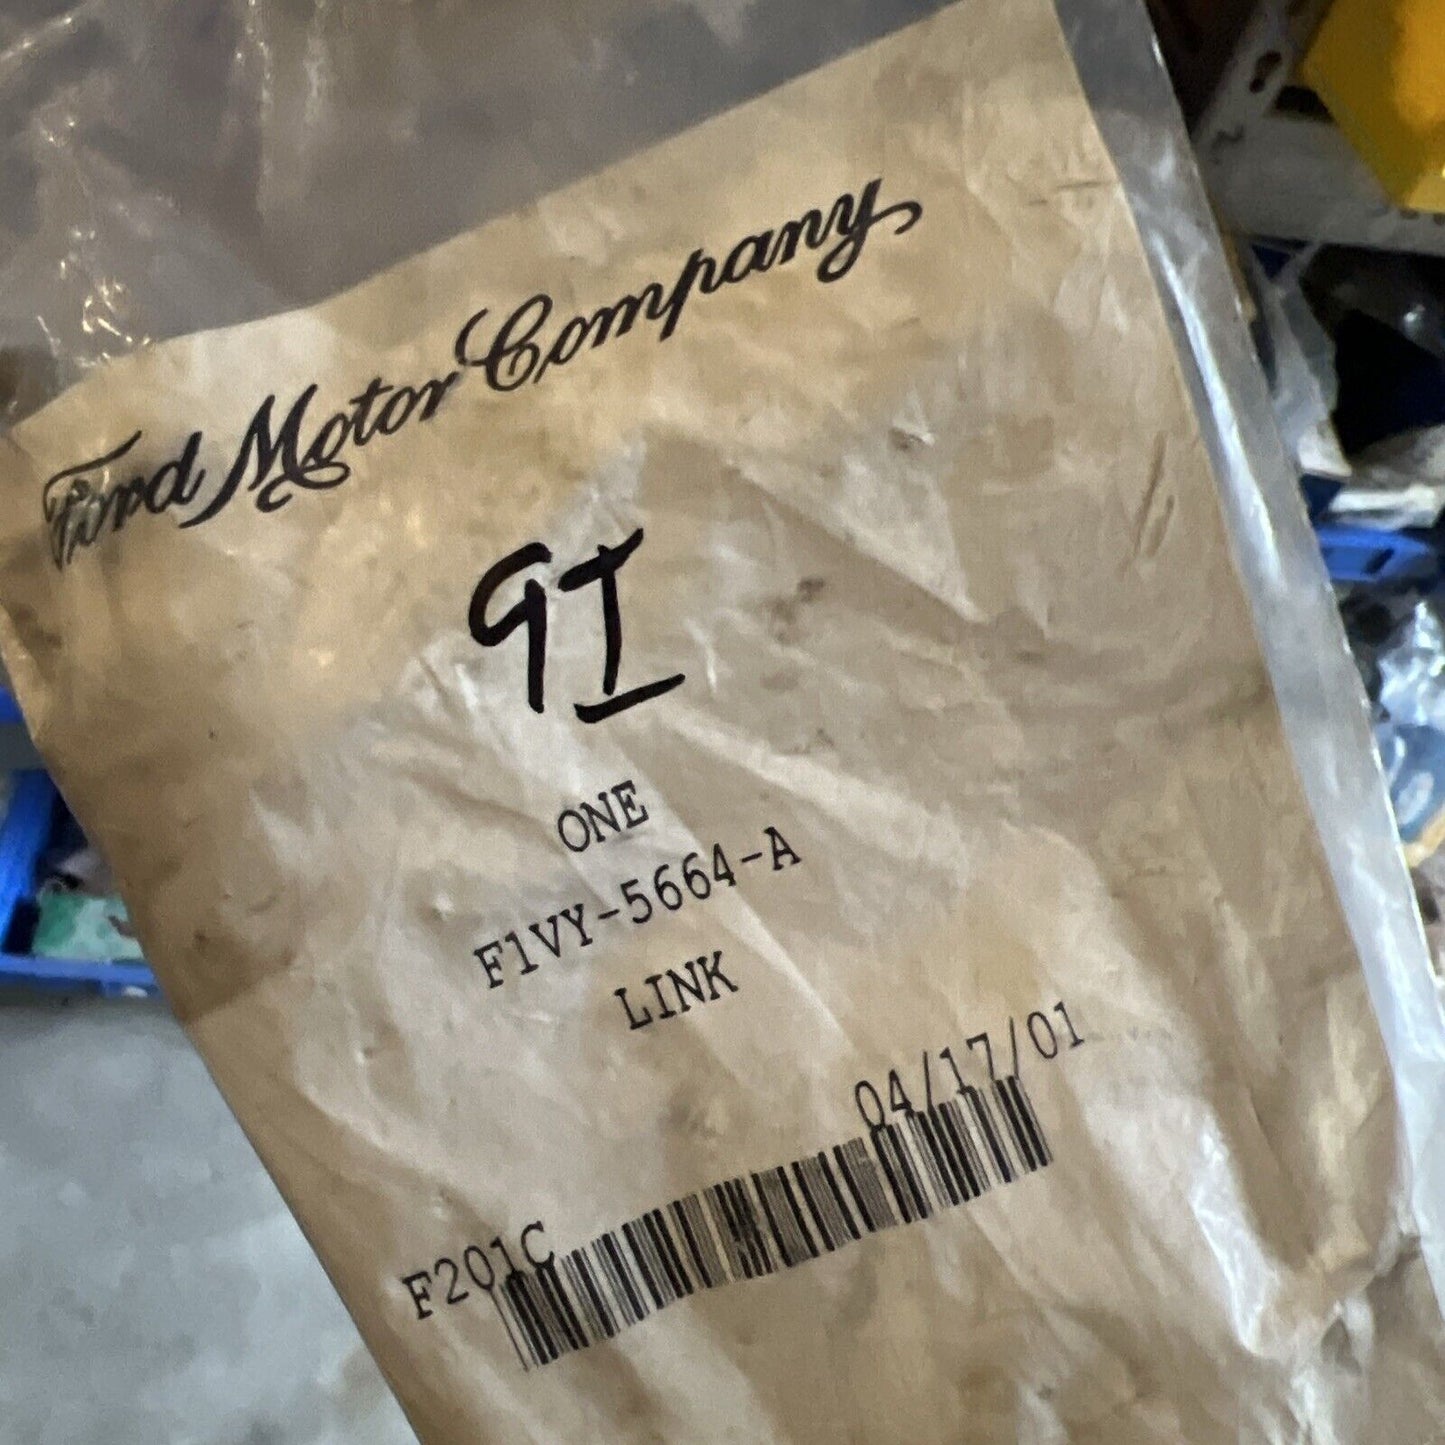 Ford Motor Company
9I
ONE
F1VY-5664-A
LINK
04/17/01
F201C